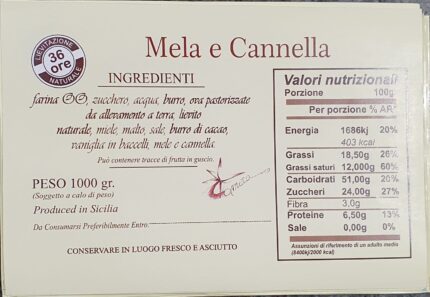 LIEVITAZIONE
36
ore
NATURALE
Mela e Cannella
INGREDIENTI
farina OO, zucchero, acqua, burro, ova pastorizzate
da allevamento a terra, lievito
naturale, miele, malto, sale, burro di cacao,
vaniglia in baccelli, mele e cannella.
Può contenere tracce di frutta in guscio.
PESO 1000 gr.
(Soggetto a calo di peso)
Produced in Sicilia
Da Consumarsi Preferibilmente Entro.
CONSERVARE IN LUOGO FRESCO E ASCIUTTO
Valori nutrizionali
Porzione 100g
Per porzione % AR*
Energia 1686kj 20%
403 kcal
Grassi 18,50g 26%
Grassi saturi 12,000g 60%
Carboidrati 51,00g 20%
Zuccheri 24,00g 27%
Fibra 3,0g
Proteine 6,50g 13%
Sale 0,00g 0%
Assunzioni di riferimento di un adulto medio
(8400kj/2000 kcal)